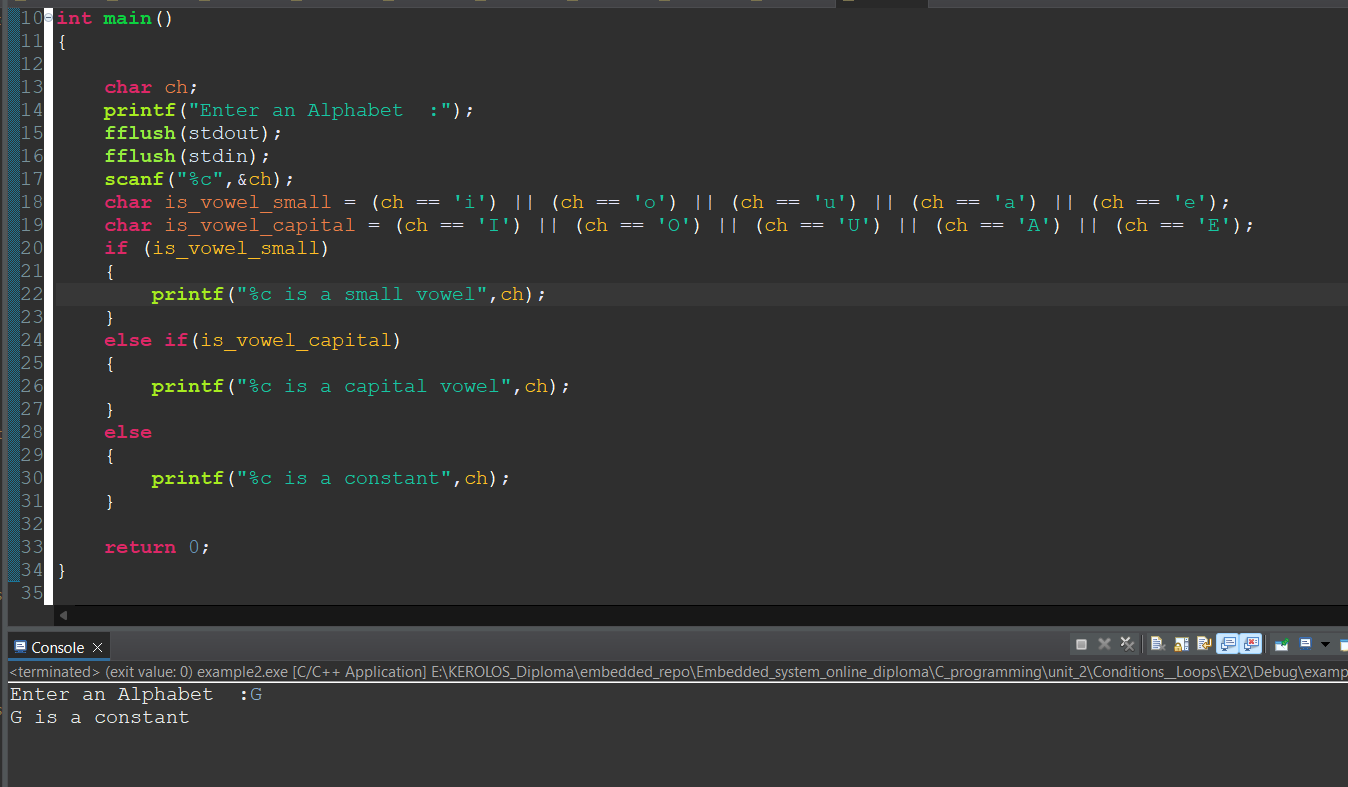 10 int main()
11 {
12
13 char ch;
14 printf("Enter an Alphabet  :");
15 fflush(stdout);
16 fflush(stdin);
17 scanf("%c",&ch);
18 char is_vowel_small = (ch == 'i') || (ch == 'o') || (ch == 'u') || (ch == 'a') || (ch == 'e');
19 char is_vowel_capital = (ch == 'I') || (ch == 'O') || (ch == 'U') || (ch == 'A') || (ch == 'E');
20 if (is_vowel_small)
21 {
22 printf("%c is a small vowel",ch);
23 }
24 else if(is_vowel_capital)
25 {
26 printf("%c is a capital vowel",ch);
27 }
28 else
29 {
30 printf("%c is a constant",ch);
31 }
32
33 return 0;
34 }
35
Console
<terminated> (exit value: 0) example2.exe [C/C++ Application] E:\KEROLOS_Diploma\embedded_repo\Embedded_system_online_diploma\C_programming\unit_2\Conditions__Loops\EX2\Debug\examp
Enter an Alphabet  :G
G is a constant